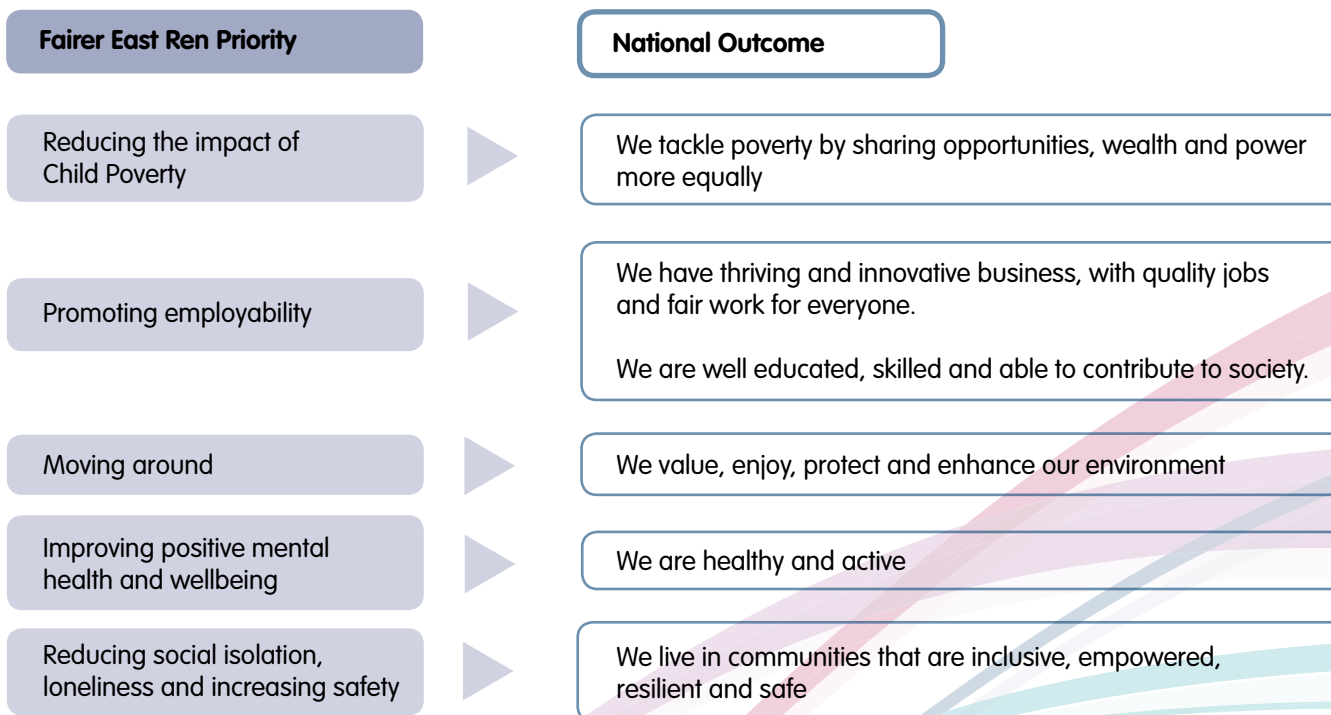 Fairer East Ren Priority
National Outcome
Reducing the impact of
Child Poverty
We tackle poverty by sharing opportunities, wealth and power
more equally
Promoting employability
We have thriving and innovative business, with quality jobs
and fair work for everyone.
We are well educated, skilled and able to contribute to society.
Moving around
We value, enjoy, protect and enhance our environment
Improving positive mental
health and wellbeing
We are healthy and active
Reducing social isolation,
loneliness and increasing safety
We live in communities that are inclusive, empowered,
resilient and safe